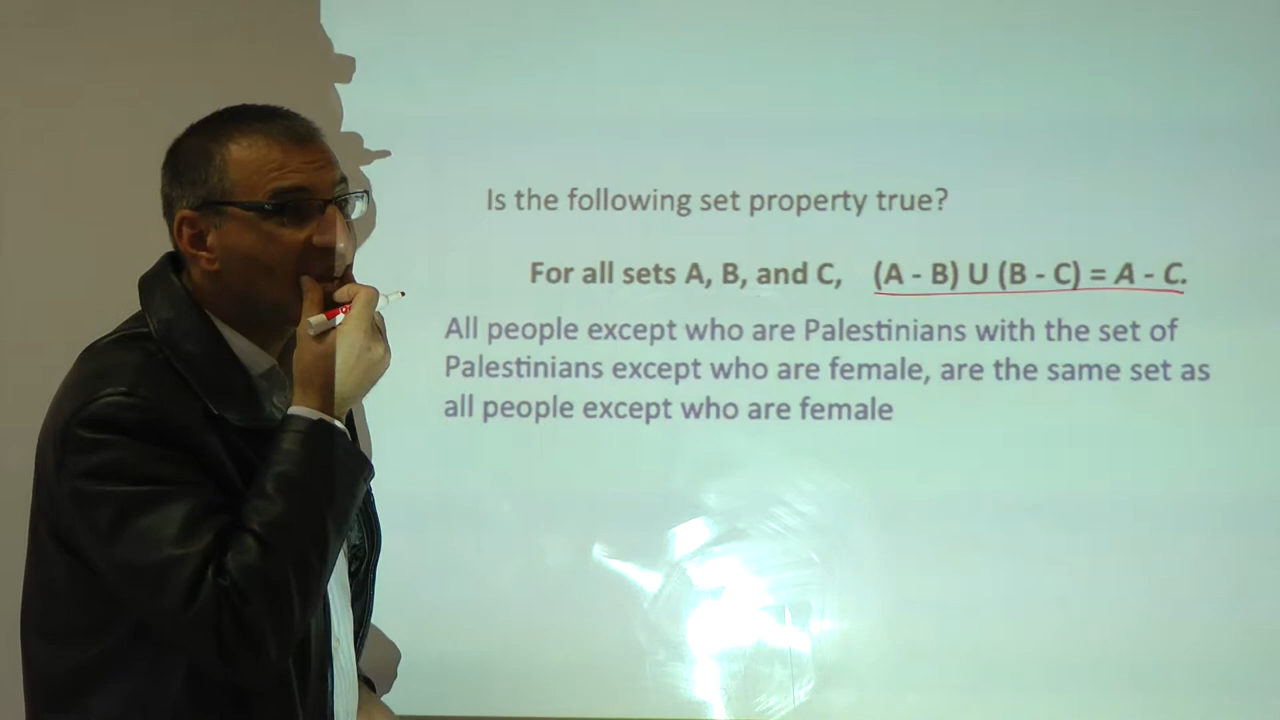 Is the following set property true?
For all sets A, B, and C, (A - B) U (B - C) = A - C.
All people except who are Palestinians with the set of
Palestinians except who are female, are the same set as
all people except who are female